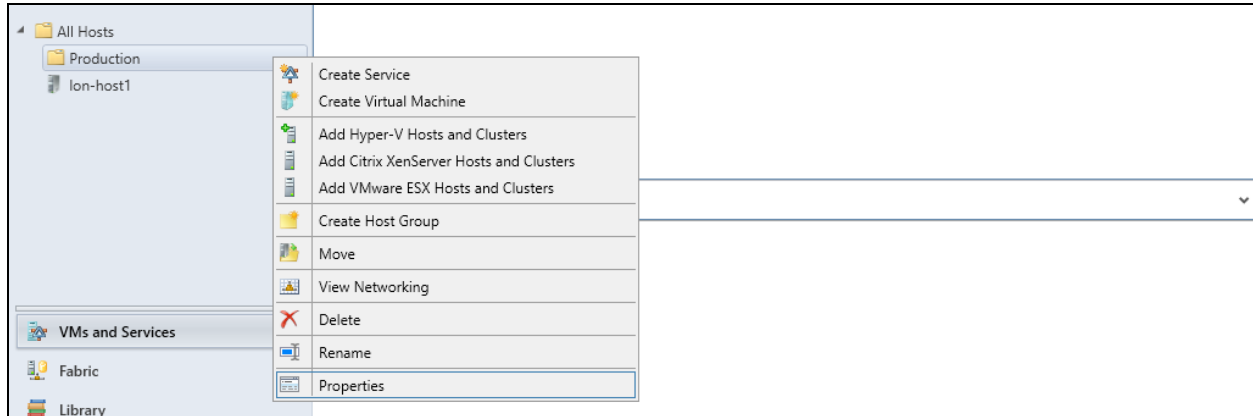 All Hosts
Production
lon-host1
Create Service
Create Virtual Machine
Add Hyper-V Hosts and Clusters
Add Citrix XenServer Hosts and Clusters
Add VMware ESX Hosts and Clusters
Create Host Group
Move
View Networking
Delete
Rename
Properties
VMs and Services
Fabric
Library